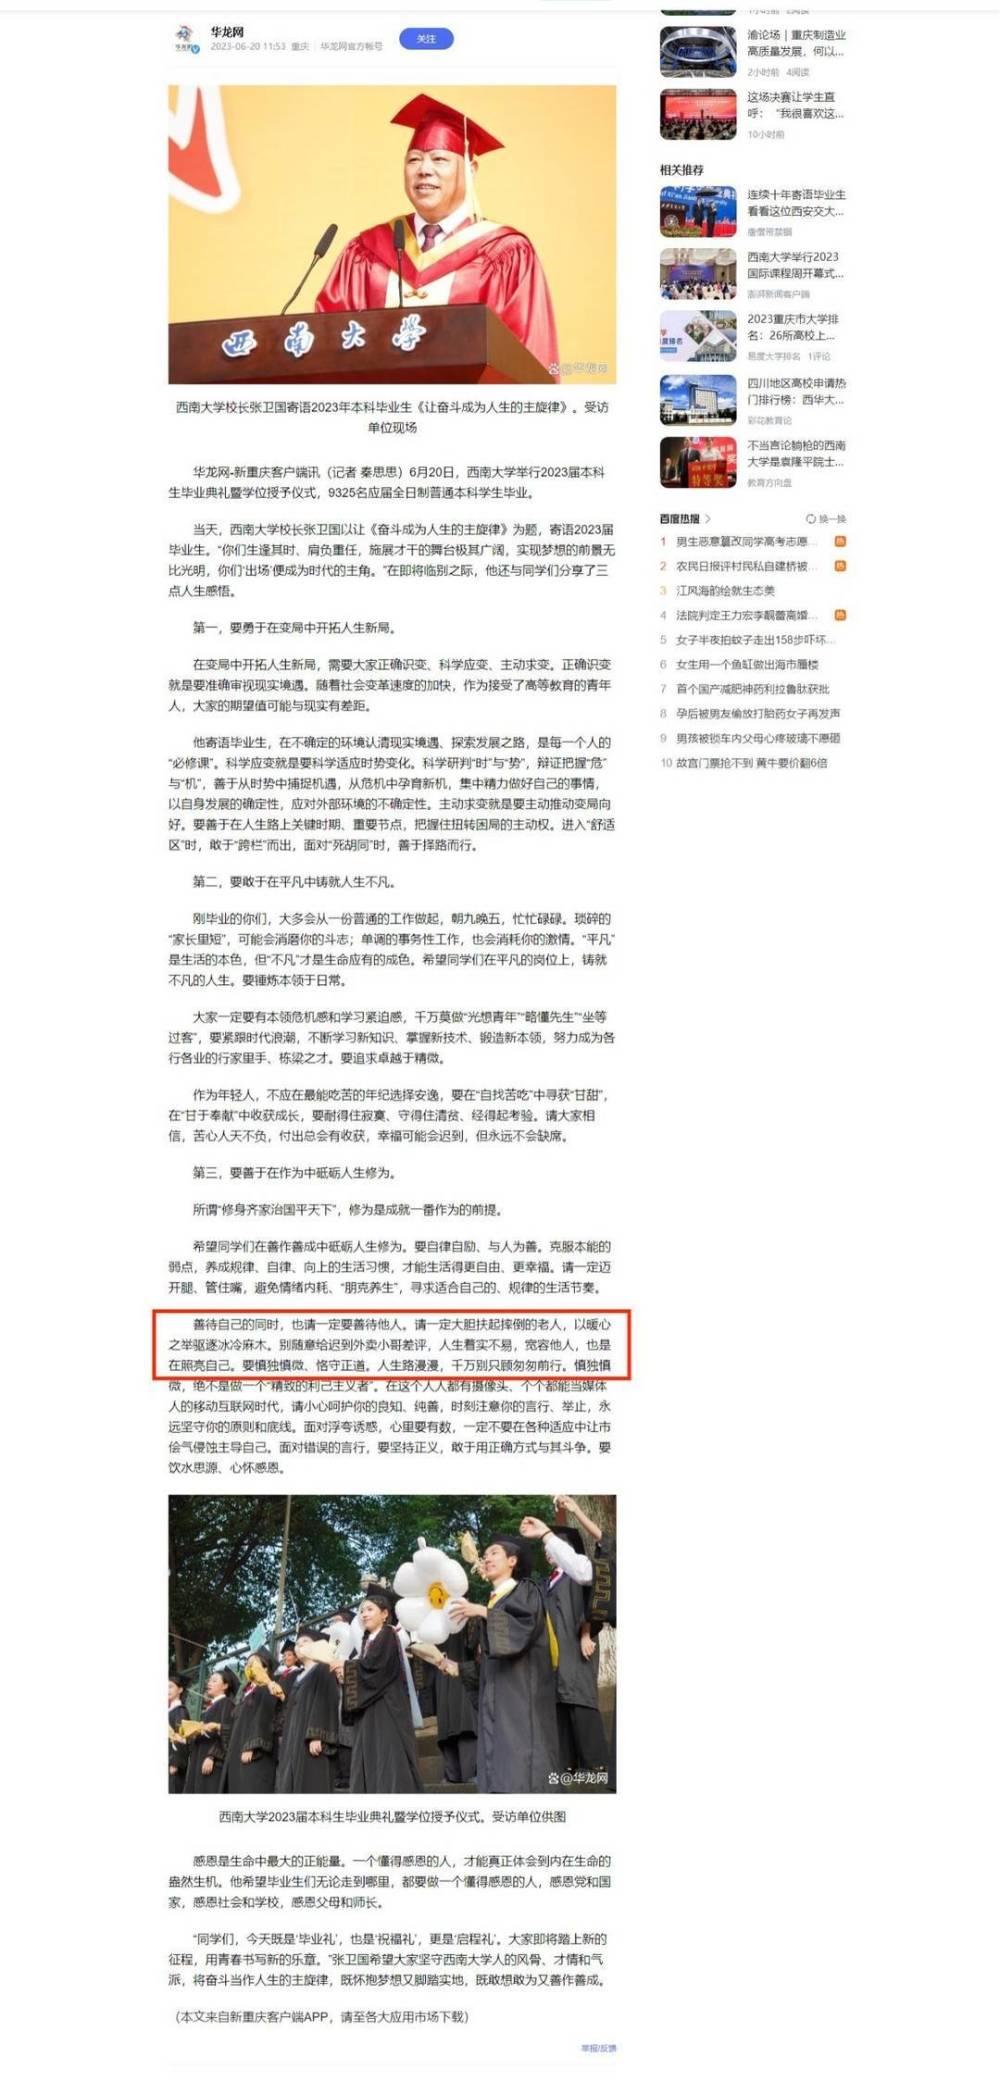 华龙网
2023-06-20 11:53 重庆 华龙网官方帐号
关注
西南大学
@华龙网
西南大学校长张卫国寄语2023年本科毕业生《让奋斗成为人生的主旋律》。受访
单位现场
华龙网-新重庆客户端讯（记者 秦思思）6月20日，西南大学举行2023届本科
生毕业典礼暨学位授予仪式，9325名应届全日制普通本科学生毕业。
当天，西南大学校长张卫国以让《奋斗成为人生的主旋律》为题，寄语2023届
毕业生。“你们生逢其时、肩负重任，施展才干的舞台极其广阔，实现梦想的前景无
比光明，你们‘出场’便成为时代的主角。”在即将临别之际，他还与同学们分享了三
点人生感悟。
第一，要勇于在变局中开拓人生新局。
在变局中开拓人生新局，需要大家正确识变、科学应变、主动求变。正确识变
就是要准确审视现实境遇。随着社会变革速度的加快，作为接受了高等教育的青年
人，大家的期望值可能与现实有差距。
他寄语毕业生，在不确定的环境认清现实境遇、探索发展之路，是每一个人的
“必修课”。科学应变就是要科学适应时势变化。科学研判“时”与“势”，辩证把握“危”
与“机”，善于从时势中捕捉机遇，从危机中孕育新机，集中精力做好自己的事情，
以自身发展的确定性，应对外部环境的不确定性。主动求变就是要主动推动变局向
好。要善于在人生路上关键时期、重要节点，把握住扭转困局的主动权。进入“舒适
区”时，敢于“跨栏”而出，面对“死胡同”时，善于择路而行。
第二，要敢于在平凡中铸就人生不凡。
刚毕业的你们，大多会从一份普通的工作做起，朝九晚五，忙忙碌碌。琐碎的
“家长里短”，可能会消磨你的斗志；单调的事务性工作，也会消耗你的激情。“平凡”
是生活的本色，但“不凡”才是生命应有的成色。希望同学们在平凡的岗位上，铸就
不凡的人生。要锤炼本领于日常。
大家一定要有本领危机感和学习紧迫感，千万莫做“光想青年”“略懂先生”“坐等
过客”，要紧跟时代浪潮，不断学习新知识、掌握新技术、锻造新本领，努力成为各
行各业的行家里手、栋梁之才。要追求卓越于精微。
作为年轻人，不应在最能吃苦的年纪选择安逸，要在“自找苦吃”中寻获“甘甜”，
在“甘于奉献”中收获成长，要耐得住寂寞、守得住清贫、经得起考验。请大家相
信，苦心人天不负，付出总会有收获，幸福可能会迟到，但永远不会缺席。
第三，要善于在作为中砥砺人生修为。
所谓“修身齐家治国平天下”，修为是成就一番作为的前提。
希望同学们在善作善成中砥砺人生修为。要自律自励、与人为善。克服本能的
弱点，养成规律、自律、向上的生活习惯，才能生活得更自由、更幸福。请一定迈
开腿、管住嘴，避免情绪内耗、“朋克养生”，寻求适合自己的、规律的生活节奏。
善待自己的同时，也请一定要善待他人。请一定大胆扶起摔倒的老人，以暖心
之举驱逐冰冷麻木。别随意给迟到外卖小哥差评，人生着实不易，宽容他人，也是
在照亮自己。要慎独慎微、恪守正道。人生路漫漫，千万别只顾匆匆前行。慎独慎
微，绝不是做一个“精致的利己主义者”。在这个人人都有摄像头、个个都能当媒体
人的移动互联网时代，请小心呵护你的良知、纯善，时刻注意你的言行、举止，永
远坚守你的原则和底线。面对浮夸诱惑，心里要有数，一定不要在各种适应中让市
侩气侵蚀主导自己。面对错误的言行，要坚持正义，敢于用正确方式与其斗争。要
饮水思源、心怀感恩。
@华龙网
西南大学2023届本科生毕业典礼暨学位授予仪式。受访单位供图
感恩是生命中最大的正能量。一个懂得感恩的人，才能真正体会到内在生命的
盎然生机。他希望毕业生们无论走到哪里，都要做一个懂得感恩的人，感恩党和国
家，感恩社会和学校，感恩父母和师长。
“同学们，今天既是‘毕业礼’，也是‘祝福礼’，更是‘启程礼’。大家即将踏上新的
征程，用青春书写新的乐章。”张卫国希望大家坚守西南大学人的风骨、才情和气
派，将奋斗当作人生的主旋律，既怀抱梦想又脚踏实地，既敢想敢为又善作善成。
（本文来自新重庆客户端APP，请至各大应用市场下载）
举报/反馈
渝论场｜重庆制造业
高质量发展，何以...
2小时前 4阅读
这场决赛让学生直
呼：“我很喜欢这...
10小时前
相关推荐
连续十年寄语毕业生
看看这位西安交大...
西南大学举行2023
国际课程周开幕式...
澎湃新闻客户端
2023重庆市大学排
名：26所高校上...
易度大学排名 1评论
四川地区高校申请热
门排行榜：西华大...
彩花教育论
不当言论躺枪的西南
大学是袁隆平院士...
教育方向盘
百度热搜
换一换
1 男生恶意篡改同学高考志愿... 热
2 农民日报评村民私自建桥被... 热
3 江风海韵绘就生态美
4 法院判定王力宏李靓蕾离婚... 热
5 女子半夜拍蚊子走出158步吓坏...
6 女生用一个鱼缸做出海市蜃楼
7 首个国产减肥神药利拉鲁肽获批
8 孕后被男友偷放打胎药女子再发声
9 男孩被锁车内父母心疼玻璃不愿砸
10 故宫门票抢不到 黄牛要价翻6倍